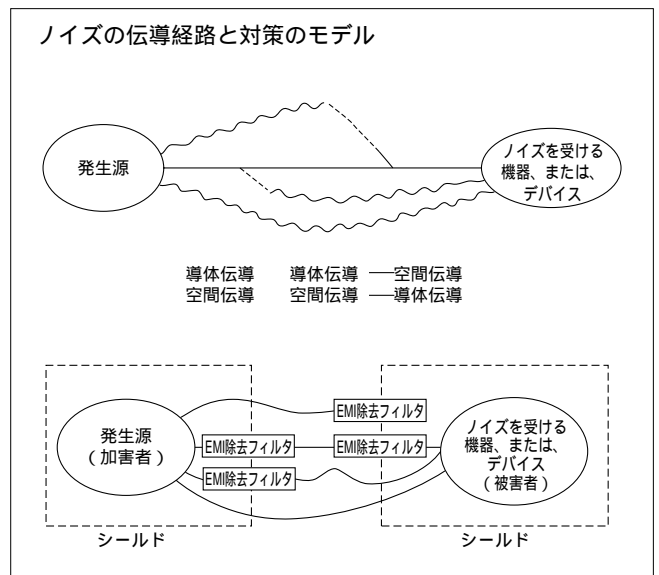 ノイズの伝導経路と対策のモデル
発生源
ノイズを受ける
機器、または、
デバイス
導体伝導　導体伝導 ── 空間伝導
空間伝導　空間伝導 ── 導体伝導
EMI除去フィルタ
発生源
(加害者)
EMI除去フィルタ
EMI除去フィルタ
EMI除去フィルタ
ノイズを受ける
機器、または、
デバイス
(被害者)
シールド
シールド